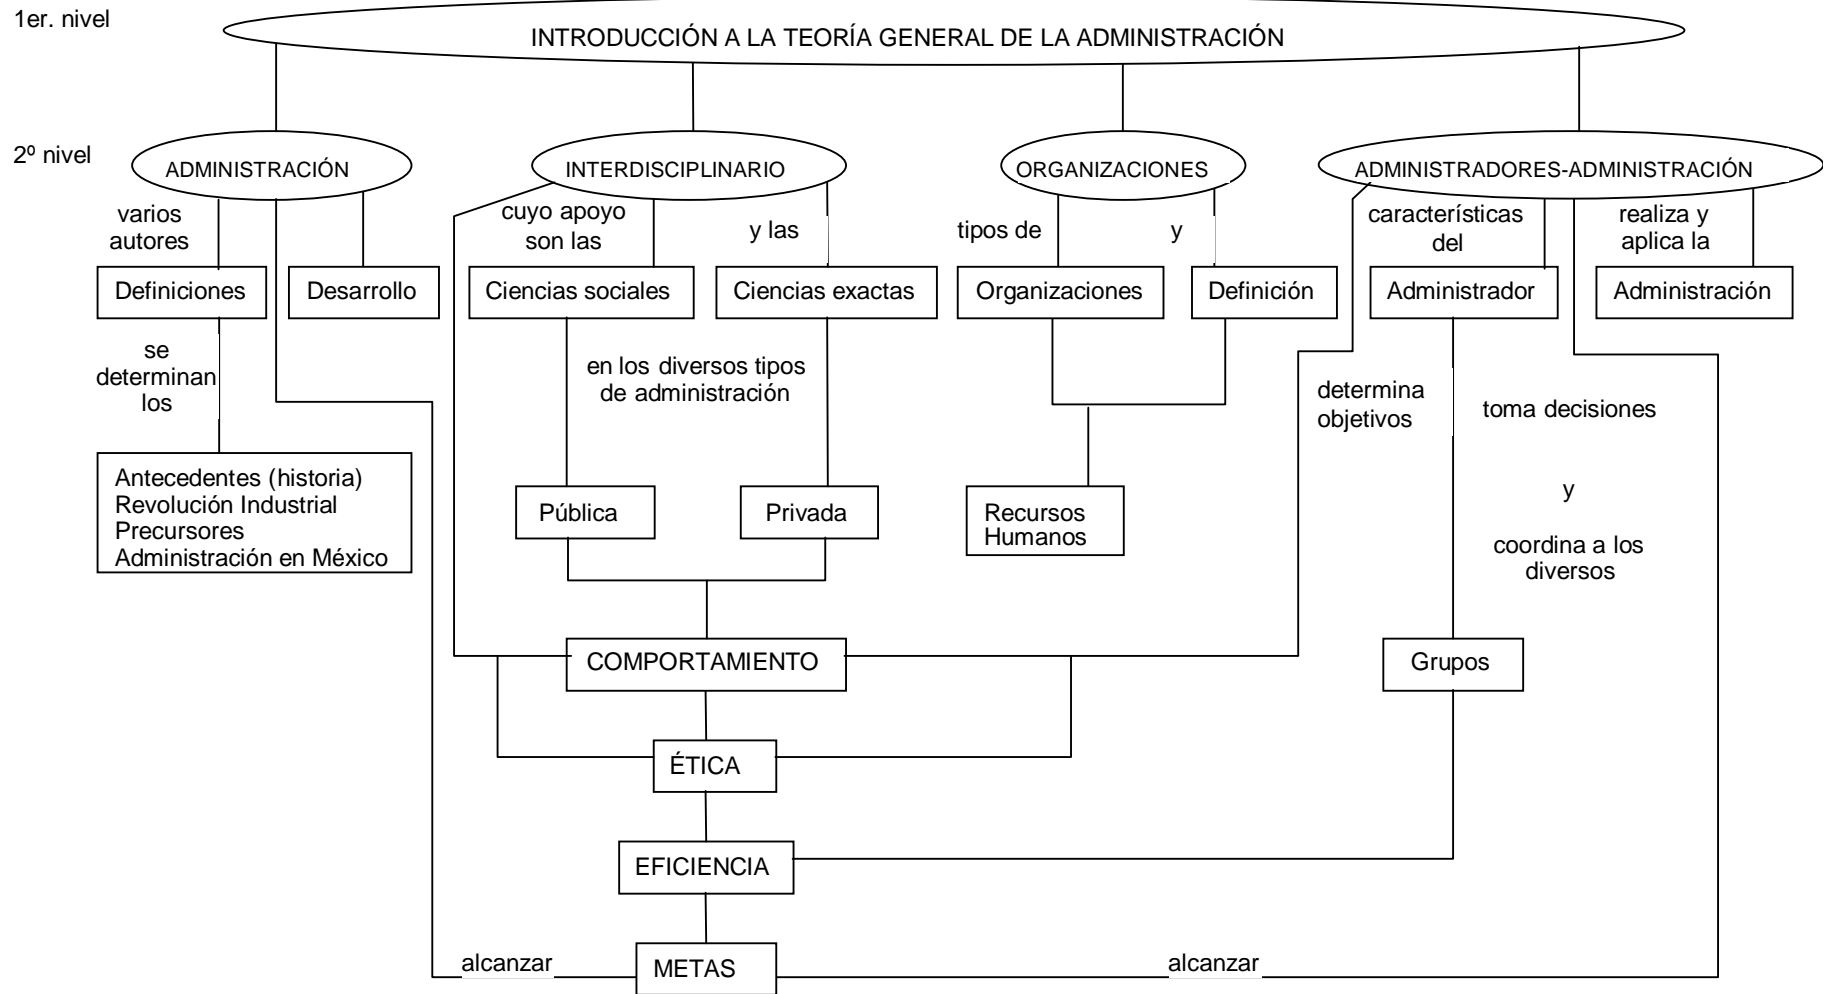 1er. nivel
INTRODUCCIÓN A LA TEORÍA GENERAL DE LA ADMINISTRACIÓN
2º nivel
ADMINISTRACIÓN
INTERDISCIPLINARIO
ORGANIZACIONES
ADMINISTRADORES-ADMINISTRACIÓN
varios
autores
cuyo apoyo
son las
y las
tipos de
y
características
del
realiza y
aplica la
Definiciones
Desarrollo
Ciencias sociales
Ciencias exactas
Organizaciones
Definición
Administrador
Administración
se
determinan
los
en los diversos tipos
de administración
determina
objetivos
toma decisiones
y
coordina a los
diversos
Antecedentes (historia)
Revolución Industrial
Precursores
Administración en México
Pública
Privada
Recursos
Humanos
COMPORTAMIENTO
Grupos
ÉTICA
EFICIENCIA
alcanzar
METAS
alcanzar